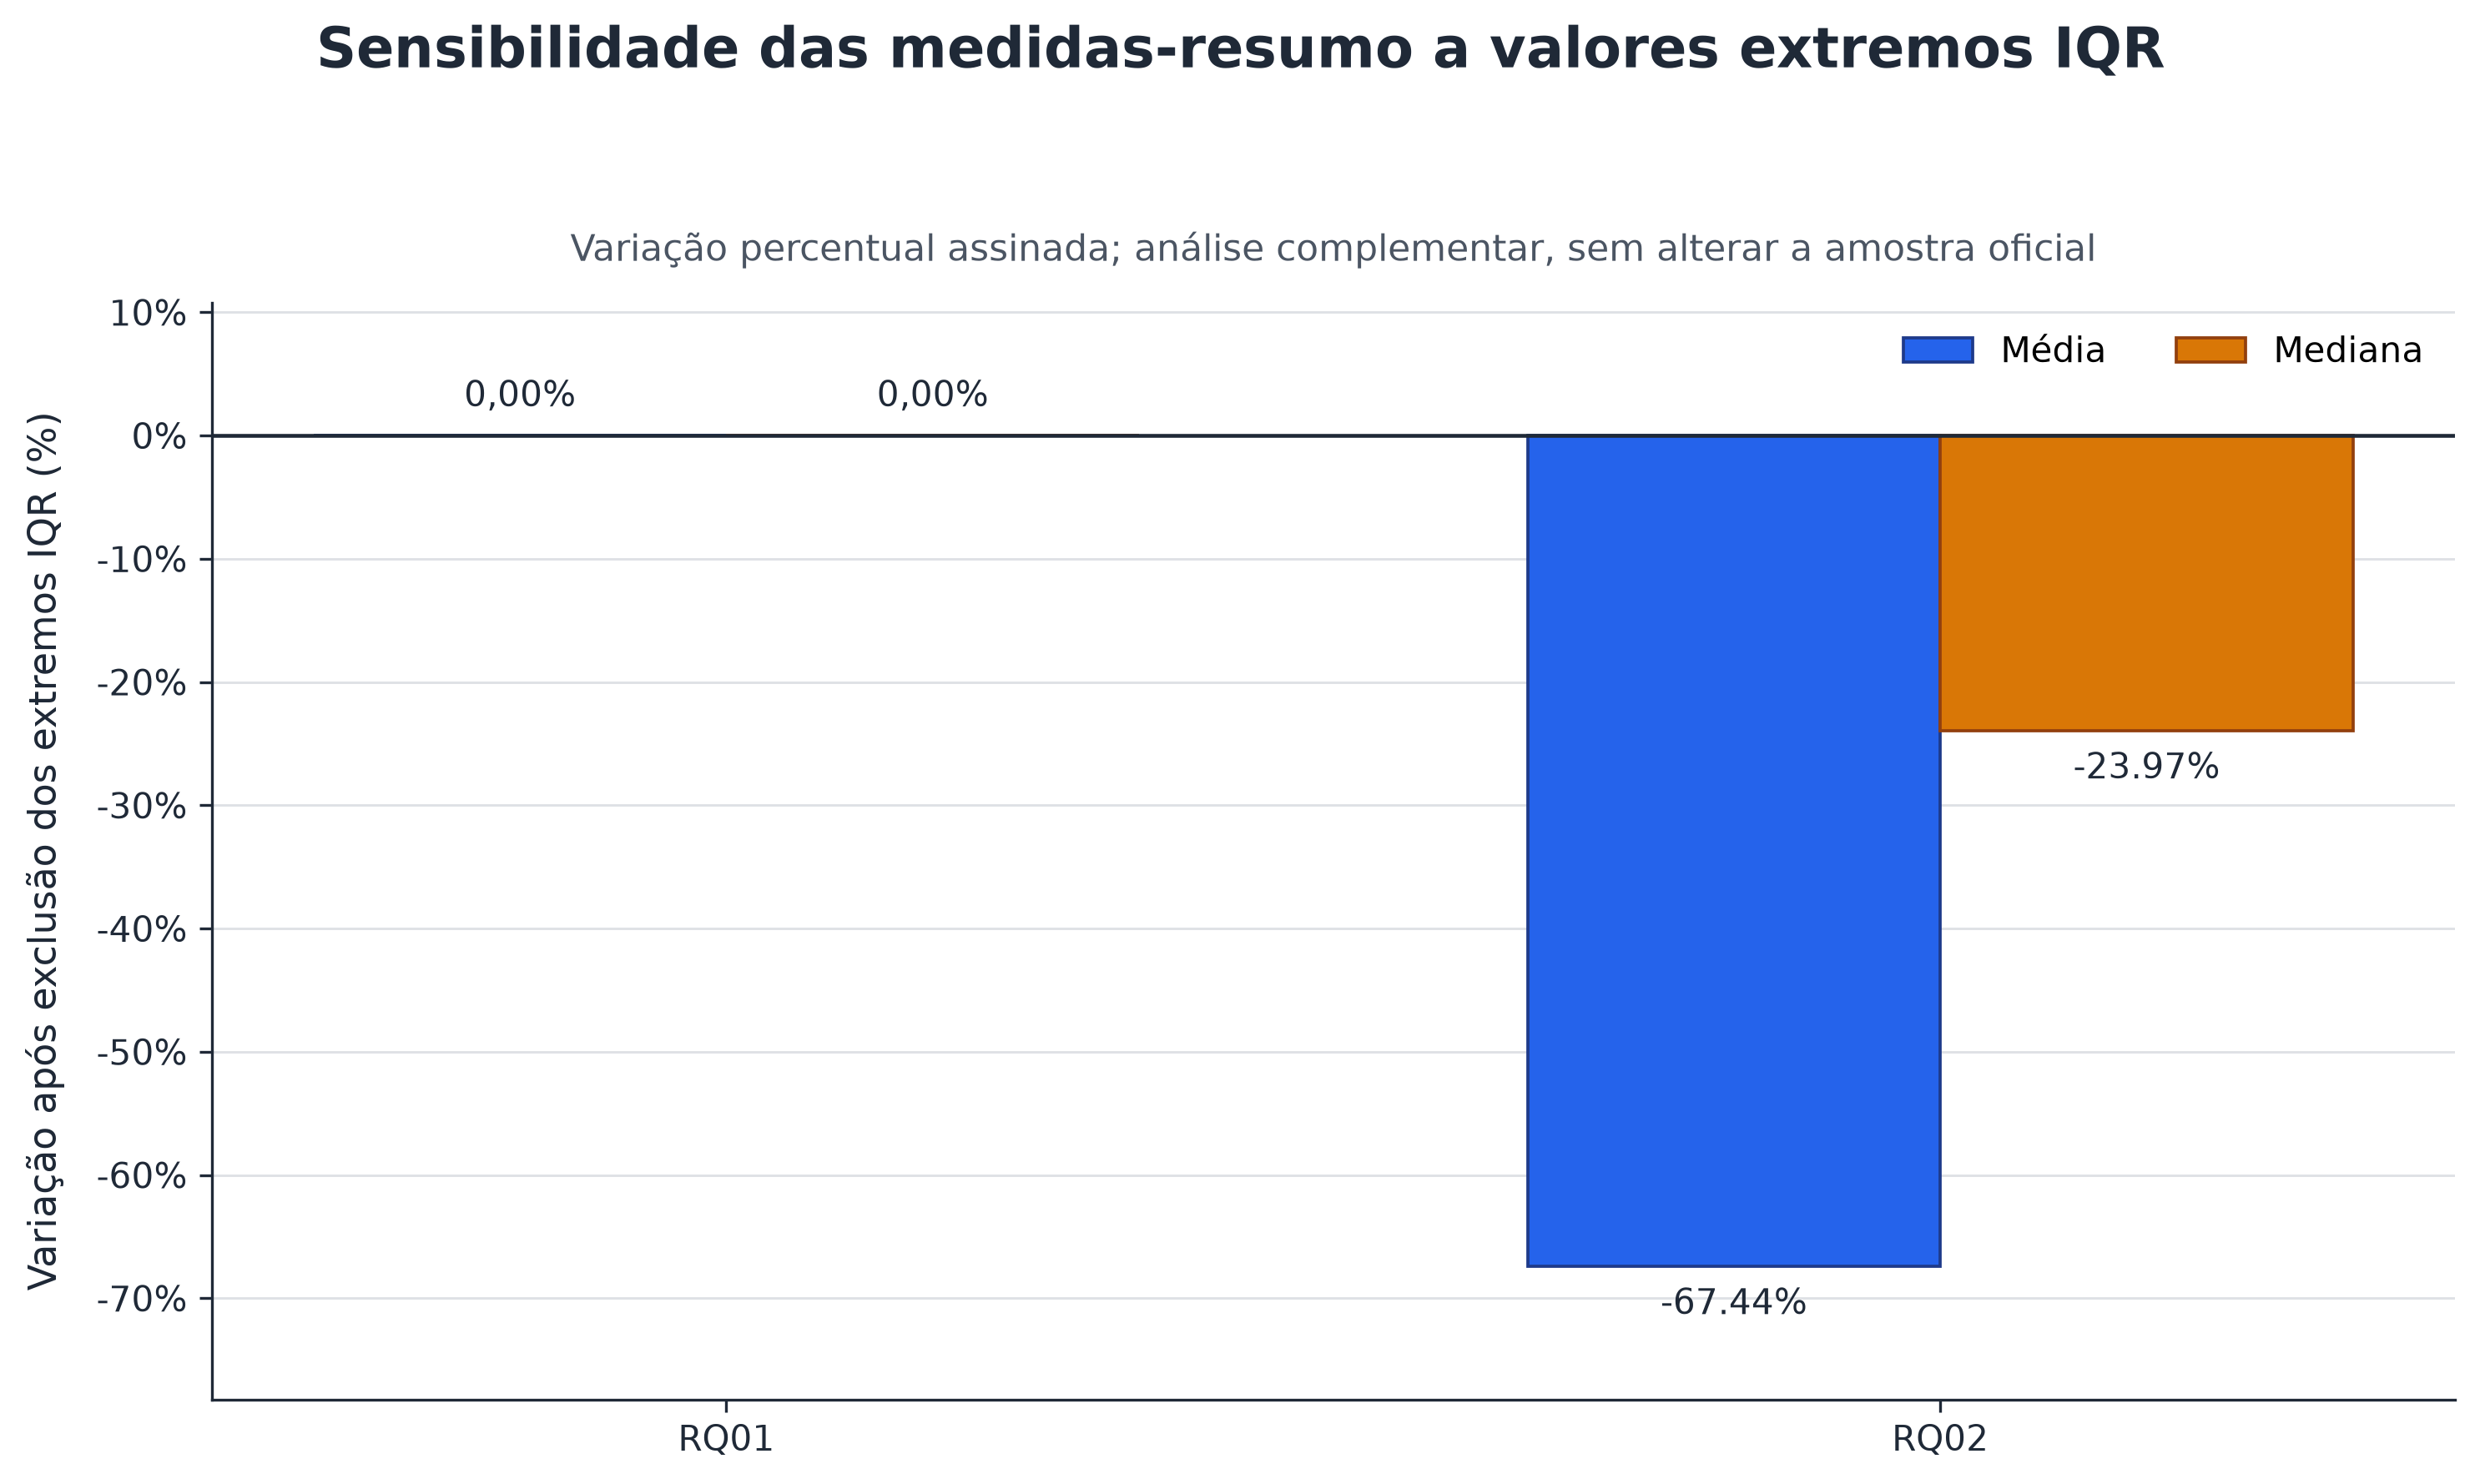 Sensibilidade das medidas-resumo a valores extremos IQR
Variação percentual assinada; análise complementar, sem alterar a amostra oficial
Variação após exclusão dos extremos IQR (%)
10%
0%
-10%
-20%
-30%
-40%
-50%
-60%
-70%
Média
Mediana
0,00%
0,00%
-23.97%
-67.44%
RQ01
RQ02